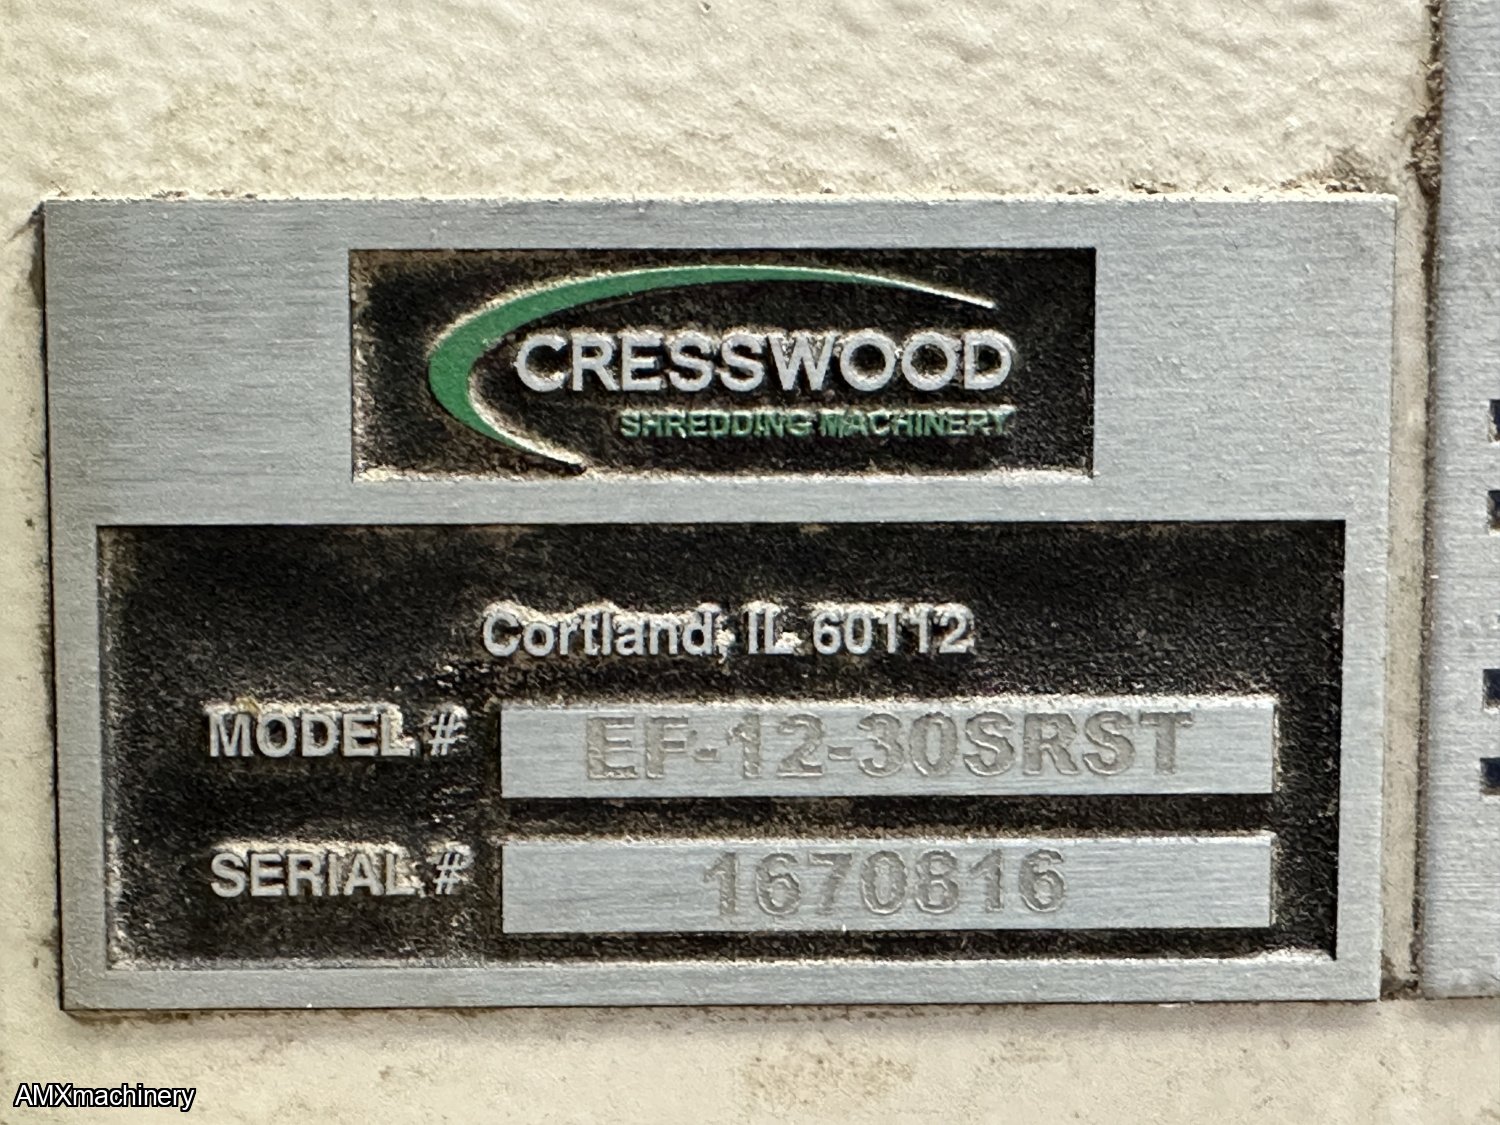 CRESSWOOD
SHREDDING MACHINERY
Cortland, IL 60112
MODEL # EF-12-30SRST
SERIAL # 1670816
AMXmachinery